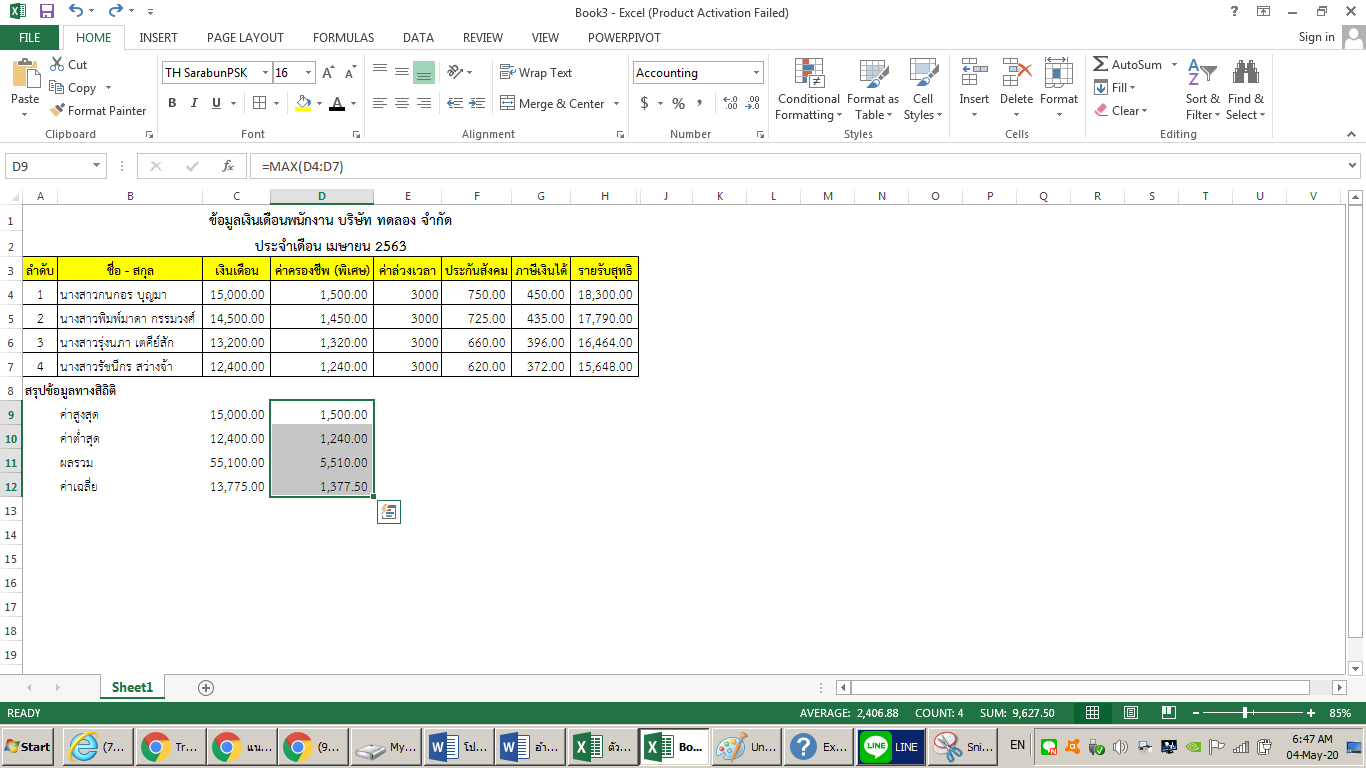 Book3 - Excel (Product Activation Failed)
FILE HOME INSERT PAGE LAYOUT FORMULAS DATA REVIEW VIEW POWERPIVOT Sign in
Paste Cut Copy Format Painter
TH SarabunPSK 16
B I U
Wrap Text
Merge & Center
Accounting
$ % ,
Conditional Formatting Format as Table Cell Styles
Insert Delete Format
AutoSum Fill Clear
Sort & Filter Find & Select
Clipboard Font Alignment Number Styles Cells Editing
D9 =MAX(D4:D7)
A B C D E F G H J K L M N O P Q R S T U V
1 ข้อมูลเงินเดือนพนักงาน บริษัท ทดลอง จำกัด
2 ประจำเดือน เมษายน 2563
3 ลำดับ ชื่อ - สกุล เงินเดือน ค่าครองชีพ (พิเศษ) ค่าล่วงเวลา ประกันสังคม ภาษีเงินได้ รายรับสุทธิ
4 1 นางสาวกนกอร บุญมา 15,000.00 1,500.00 3000 750.00 450.00 18,300.00
5 2 นางสาวพิมพ์มาดา กรรมวงศ์ 14,500.00 1,450.00 3000 725.00 435.00 17,790.00
6 3 นางสาวรุ่งนภา เตคีย์สัก 13,200.00 1,320.00 3000 660.00 396.00 16,464.00
7 4 นางสาวรัชนีกร สว่างจ้า 12,400.00 1,240.00 3000 620.00 372.00 15,648.00
8 สรุปข้อมูลทางสิถิติ
9 ค่าสูงสุด 15,000.00 1,500.00
10 ค่าต่ำสุด 12,400.00 1,240.00
11 ผลรวม 55,100.00 5,510.00
12 ค่าเฉลี่ย 13,775.00 1,377.50
13
14
15
16
17
18
19
Sheet1
READY AVERAGE: 2,406.88 COUNT: 4 SUM: 9,627.50 85%
Start (7... Tr... แน... (9... My... โป... อำ... ตัว... Bo... Un... Ex... LINE LINE Sni... EN 6:47 AM
04-May-20